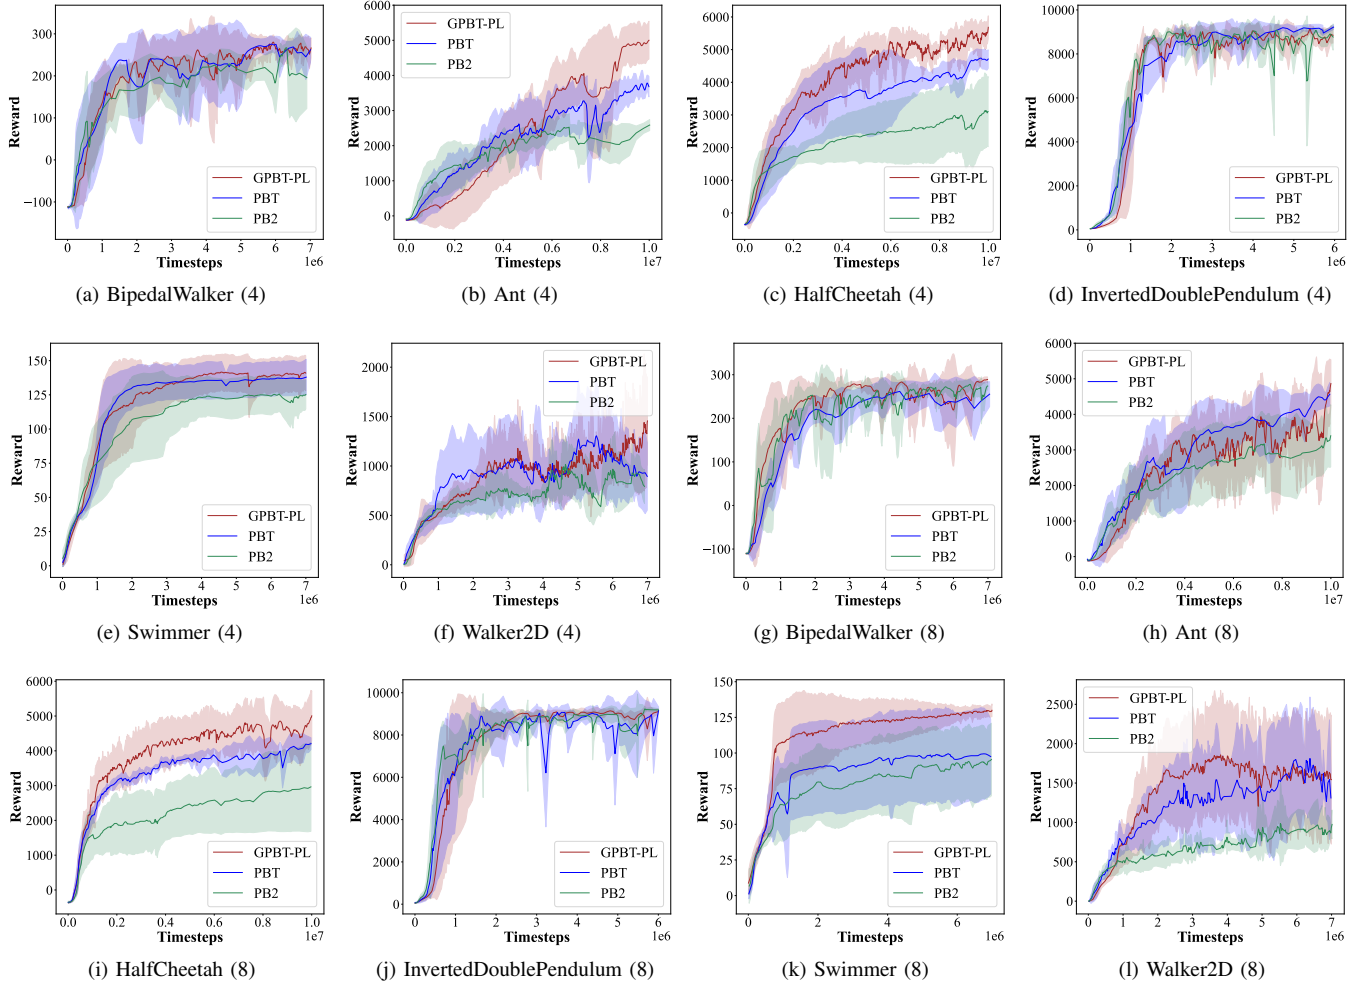 300
200
100
0
−100
Reward
GPBT-PL
PBT
PB2
0 1 2 3 4 5 6 7
Timesteps
1e6
(a) BipedalWalker (4)
6000
5000
4000
3000
2000
1000
0
Reward
GPBT-PL
PBT
PB2
0.0 0.2 0.4 0.6 0.8 1.0
Timesteps
1e7
(b) Ant (4)
6000
5000
4000
3000
2000
1000
0
Reward
GPBT-PL
PBT
PB2
0.0 0.2 0.4 0.6 0.8 1.0
Timesteps
1e7
(c) HalfCheetah (4)
10000
8000
6000
4000
2000
0
Reward
GPBT-PL
PBT
PB2
0 1 2 3 4 5 6
Timesteps
1e6
(d) InvertedDoublePendulum (4)
150
125
100
75
50
25
0
Reward
GPBT-PL
PBT
PB2
0 1 2 3 4 5 6 7
Timesteps
1e6
(e) Swimmer (4)
2000
1500
1000
500
0
Reward
GPBT-PL
PBT
PB2
0 1 2 3 4 5 6 7
Timesteps
1e6
(f) Walker2D (4)
300
200
100
0
−100
Reward
GPBT-PL
PBT
PB2
0 1 2 3 4 5 6 7
Timesteps
1e6
(g) BipedalWalker (8)
6000
5000
4000
3000
2000
1000
0
Reward
GPBT-PL
PBT
PB2
0.0 0.2 0.4 0.6 0.8 1.0
Timesteps
1e7
(h) Ant (8)
6000
5000
4000
3000
2000
1000
0
Reward
GPBT-PL
PBT
PB2
0.0 0.2 0.4 0.6 0.8 1.0
Timesteps
1e7
(i) HalfCheetah (8)
10000
8000
6000
4000
2000
0
Reward
GPBT-PL
PBT
PB2
0 1 2 3 4 5 6
Timesteps
1e6
(j) InvertedDoublePendulum (8)
150
125
100
75
50
25
0
Reward
GPBT-PL
PBT
PB2
0 2 4 6
Timesteps
1e6
(k) Swimmer (8)
2500
2000
1500
1000
500
0
Reward
GPBT-PL
PBT
PB2
0 1 2 3 4 5 6 7
Timesteps
1e6
(l) Walker2D (8)